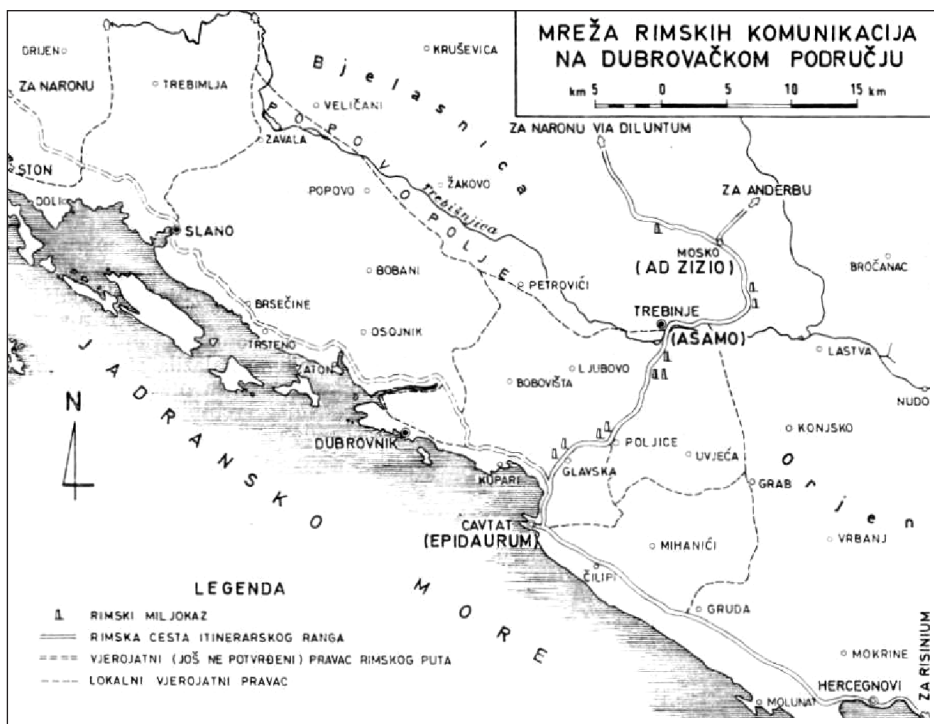 MREŽA RIMSKIH KOMUNIKACIJA
NA DUBROVAČKOM PODRUČJU
km 5 0 5 10 15 km
DRIJEN
KRUŠEVICA
ZA NARONU
TREBIMLJA
Bjelasnica
VELIČANI
ZA NARONU VIA DILUNTUM
ZAVALA
POPOVO POLJE
STON
POPOVO
ŽAKOVO
Trebišnjica
ZA ANDERBU
DOLI
SLANO
MOSKO
(AD ZIZIO)
BROČANAC
BOBANI
PETROVIĆI
BRSEČINE
TREBINJE
(AŠAMO)
TRSTENO
OSOJNIK
LASTVA
ZATON
LJUBOVO
BOBOVIŠTA
NUDO
JADRANSKO MORE
N
KONJSKO
DUBROVNIK
POLJICE
UVJEĆA
GLAVSKA
Orjen
KUPARI
GRAB
CAVTAT
(EPIDAURUM)
MIHANIĆI
VRBANJ
ČILIPI
GRUDA
MOKRINE
ZA RISINIUM
HERCEGNOVI
MOLUNAT
LEGENDA
RIMSKI MILJOKAZ
RIMSKA CESTA ITINERARSKOG RANGA
VJEROJATNI (JOŠ NE POTVRĐENI) PRAVAC RIMSKOG PUTA
LOKALNI VJEROJATNI PRAVAC